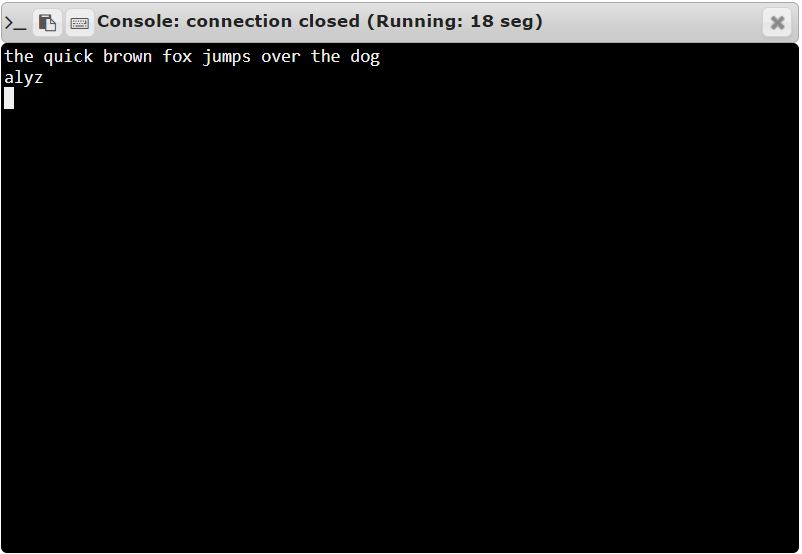 >_ Console: connection closed (Running: 18 seg)
the quick brown fox jumps over the dog
alyz